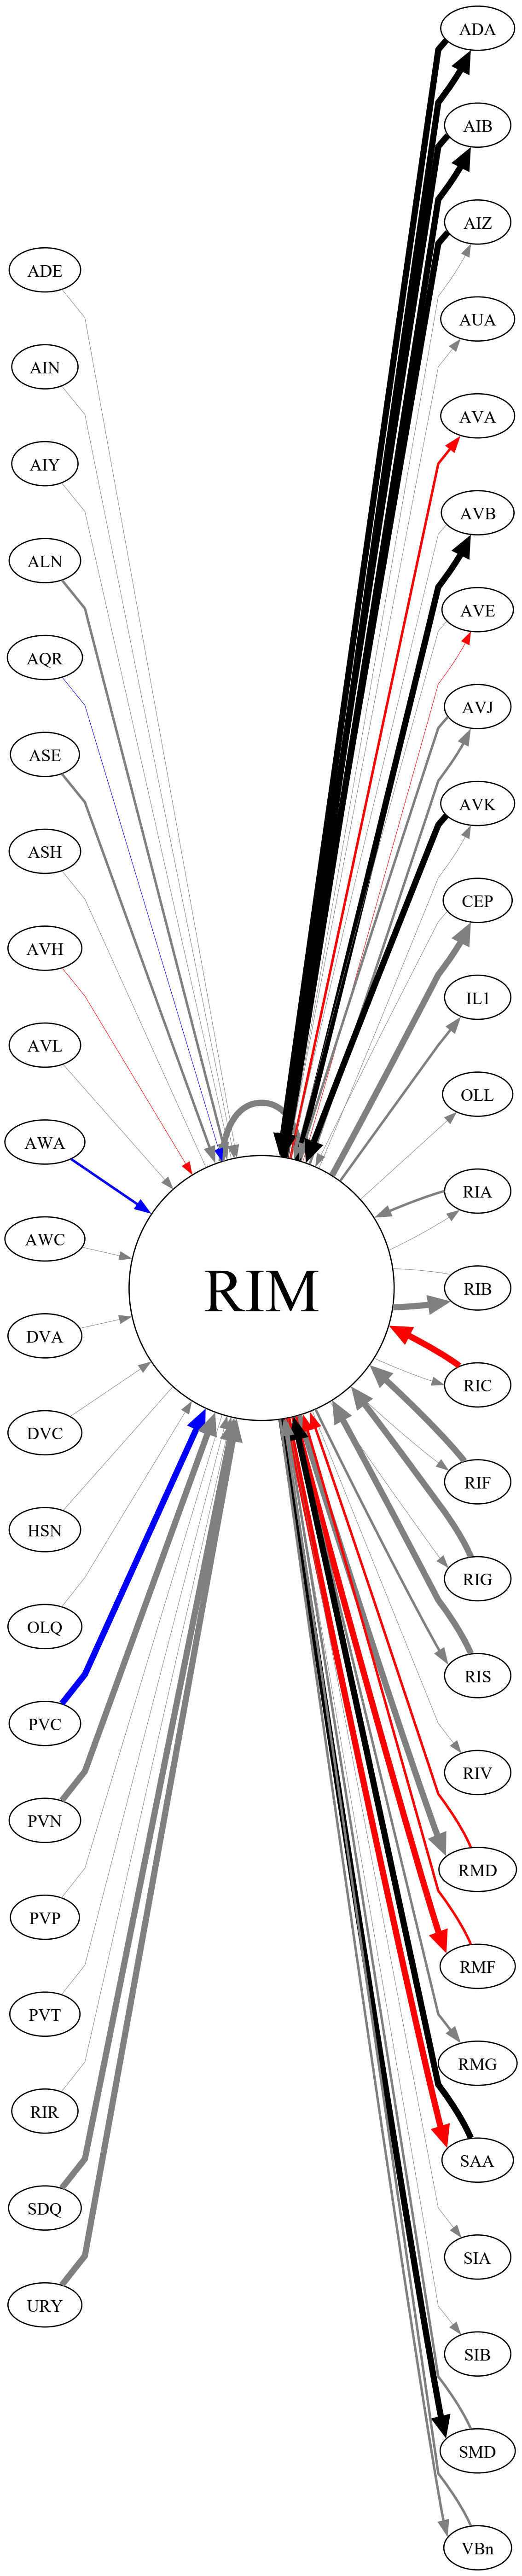 ADA
AIB
AIZ
ADE
AUA
AIN
AVA
AIY
AVB
ALN
AVE
AQR
AVJ
ASE
AVK
ASH
CEP
AVH
IL1
AVL
OLL
AWA
RIA
AWC
RIM
RIB
DVA
RIC
DVC
RIF
HSN
RIG
OLQ
RIS
PVC
RIV
PVN
RMD
PVP
RMF
PVT
RMG
RIR
SAA
SDQ
SIA
URY
SIB
SMD
VBn